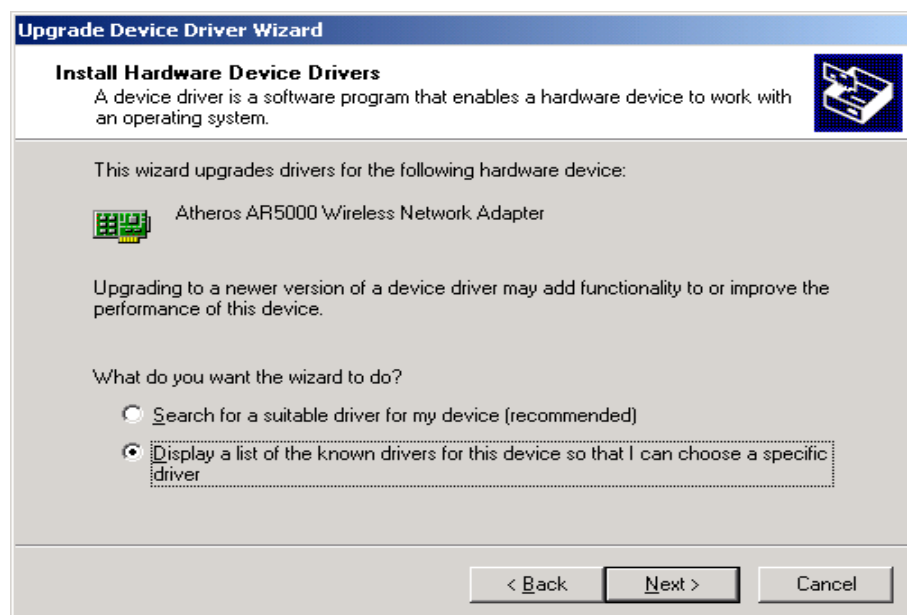 Upgrade Device Driver Wizard
Install Hardware Device Drivers
A device driver is a software program that enables a hardware device to work with
an operating system.
This wizard upgrades drivers for the following hardware device:
Atheros AR5000 Wireless Network Adapter
Upgrading to a newer version of a device driver may add functionality to or improve the
performance of this device.
What do you want the wizard to do?
Search for a suitable driver for my device (recommended)
Display a list of the known drivers for this device so that I can choose a specific
driver
< Back Next > Cancel